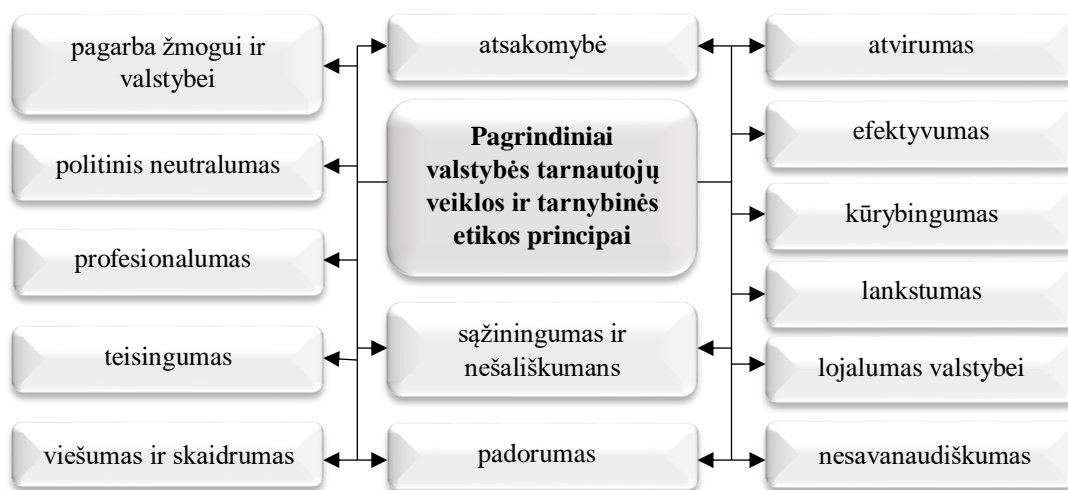 pagarba žmogui ir
valstybei
atsakomybė
atvirumas
Pagrindiniai
valstybės tarnautojų
veiklos ir tarnybinės
etikos principai
efektyvumas
politinis neutralumas
kūrybingumas
profesionalumas
lankstumas
sąžiningumas ir
nešališkumans
teisingumas
lojalumas valstybei
viešumas ir skaidrumas
padorumas
nesavanaudiškumas